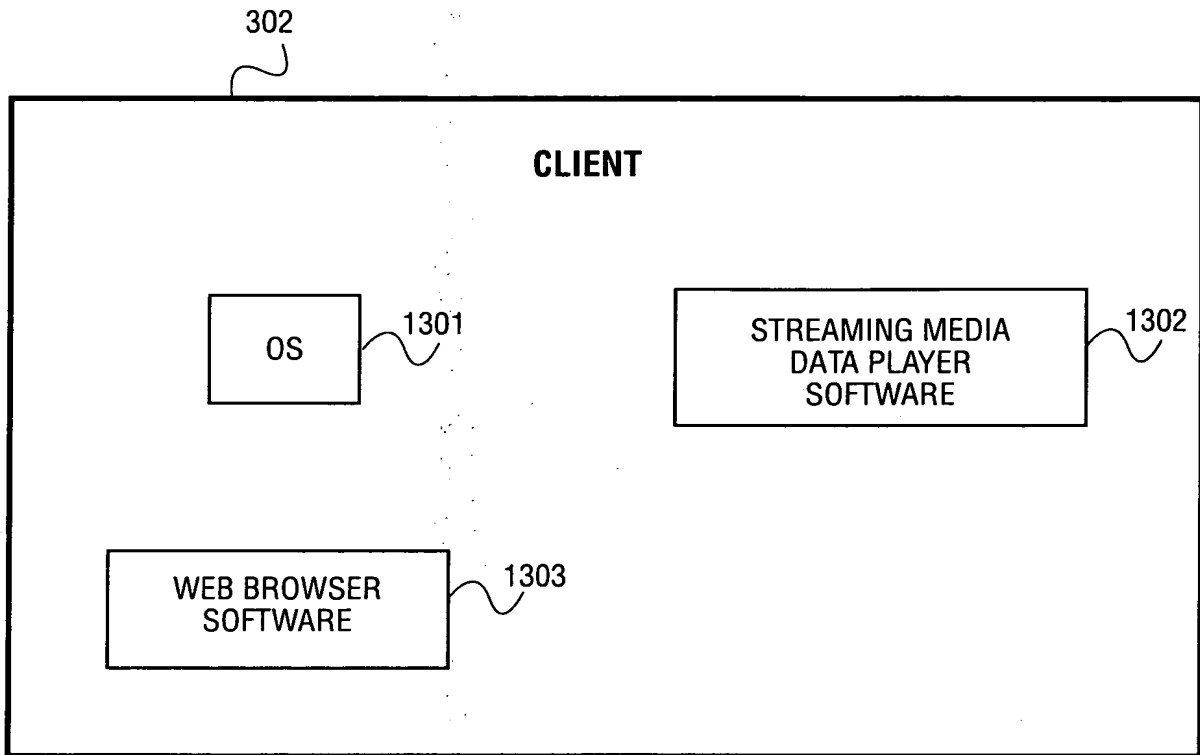 302
CLIENT
OS
1301
STREAMING MEDIA
DATA PLAYER
SOFTWARE
1302
WEB BROWSER
SOFTWARE
1303